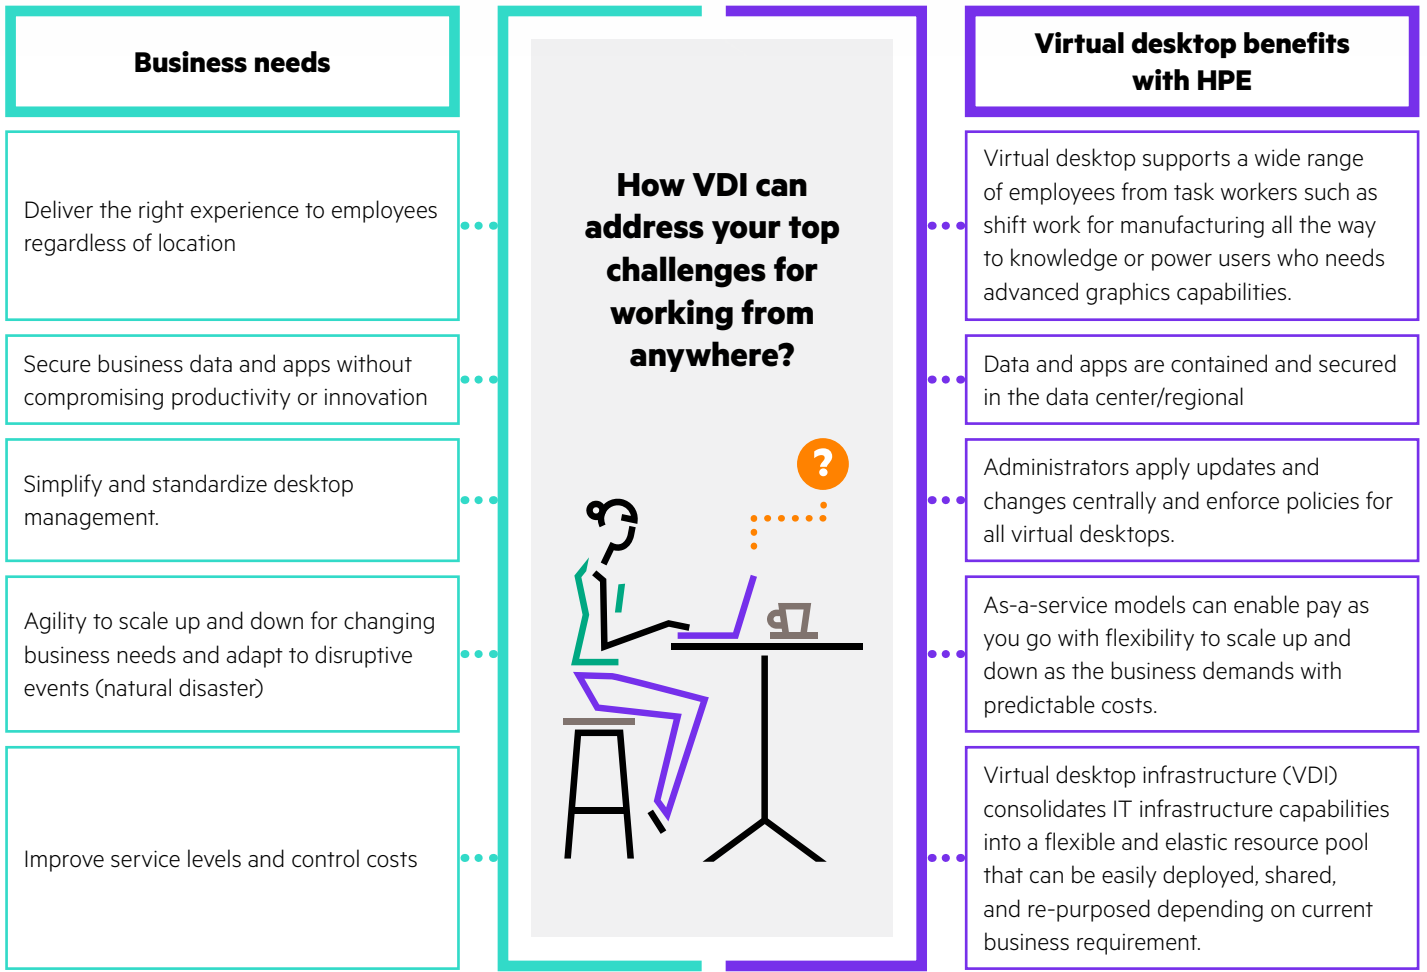 Business needs
Deliver the right experience to employees
regardless of location
Secure business data and apps without
compromising productivity or innovation
Simplify and standardize desktop
management.
Agility to scale up and down for changing
business needs and adapt to disruptive
events (natural disaster)
Improve service levels and control costs
How VDI can
address your top
challenges for
working from
anywhere?
?
Virtual desktop benefits
with HPE
Virtual desktop supports a wide range
of employees from task workers such as
shift work for manufacturing all the way
to knowledge or power users who needs
advanced graphics capabilities.
Data and apps are contained and secured
in the data center/regional
Administrators apply updates and
changes centrally and enforce policies for
all virtual desktops.
As-a-service models can enable pay as
you go with flexibility to scale up and
down as the business demands with
predictable costs.
Virtual desktop infrastructure (VDI)
consolidates IT infrastructure capabilities
into a flexible and elastic resource pool
that can be easily deployed, shared,
and re-purposed depending on current
business requirement.